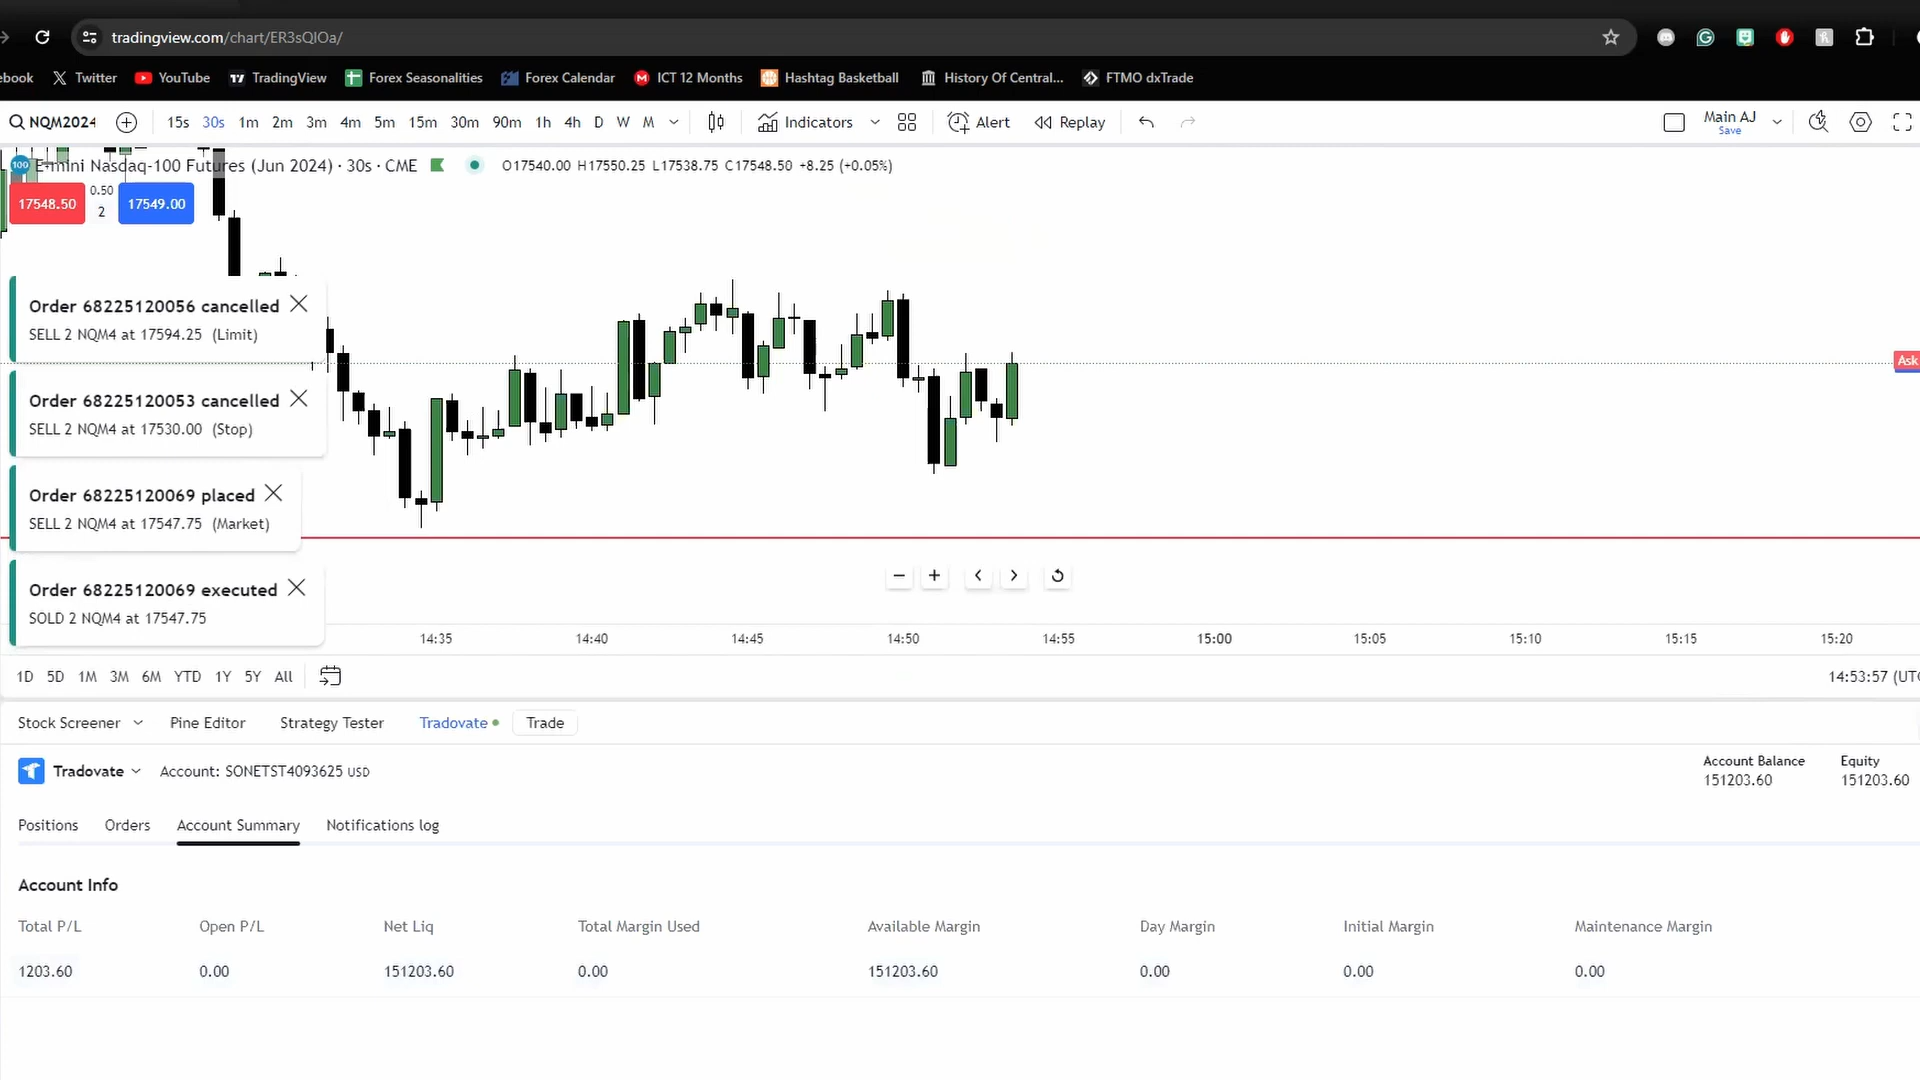 tradingview.com/chart/ER3sQlOa/
ebook Twitter YouTube TradingView Forex Seasonalities Forex Calendar ICT 12 Months Hashtag Basketball History Of Central... FTMO dxTrade
NQM2024 15s 30s 1m 2m 3m 4m 5m 15m 30m 90m 1h 4h D W M Indicators Alert Replay Main AJ
Save
100 E-mini Nasdaq-100 Futures (Jun 2024) · 30s · CME O17540.00 H17550.25 L17538.75 C17548.50 +8.25 (+0.05%)
17548.50 0.50 17549.00
2
Order 68225120056 cancelled
SELL 2 NQM4 at 17594.25 (Limit)
Ask
Order 68225120053 cancelled
SELL 2 NQM4 at 17530.00 (Stop)
Order 68225120069 placed
SELL 2 NQM4 at 17547.75 (Market)
Order 68225120069 executed
SOLD 2 NQM4 at 17547.75
14:35 14:40 14:45 14:50 14:55 15:00 15:05 15:10 15:15 15:20
1D 5D 1M 3M 6M YTD 1Y 5Y All 14:53:57 (UTC
Stock Screener Pine Editor Strategy Tester Tradovate Trade
Tradovate Account: SONETST4093625 USD
Account Balance Equity
151203.60 151203.60
Positions Orders Account Summary Notifications log
Account Info
Total P/L Open P/L Net Liq Total Margin Used Available Margin Day Margin Initial Margin Maintenance Margin
1203.60 0.00 151203.60 0.00 151203.60 0.00 0.00 0.00